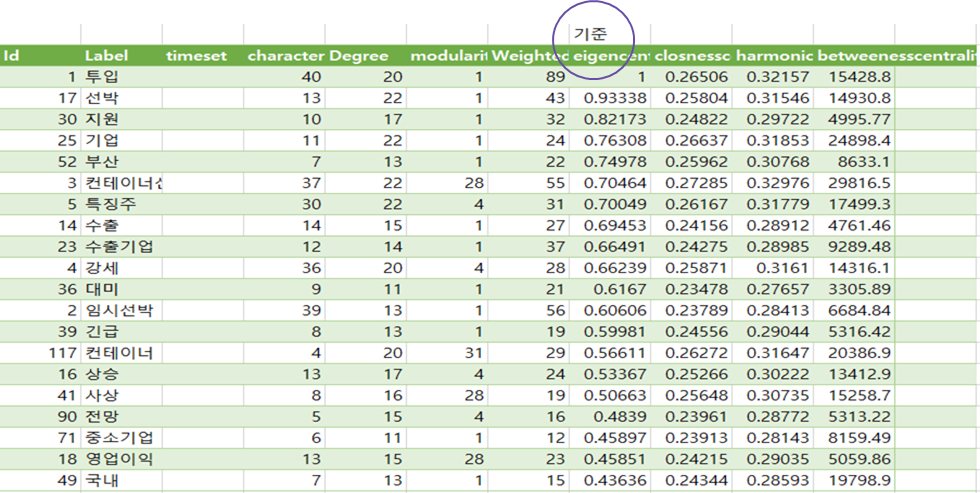 기준
Id Label timeset character Degree modularit Weighted eigencent closnessc harmonic betweenesscentrali
1 투입 40 20 1 89 1 0.26506 0.32157 15428.8
17 선박 13 22 1 43 0.93338 0.25804 0.31546 14930.8
30 지원 10 17 1 32 0.82173 0.24822 0.29722 4995.77
25 기업 11 22 1 24 0.76308 0.26637 0.31853 24898.4
52 부산 7 13 1 22 0.74978 0.25962 0.30768 8633.1
3 컨테이너선 37 22 28 55 0.70464 0.27285 0.32976 29816.5
5 특징주 30 22 4 31 0.70049 0.26167 0.31779 17499.3
14 수출 14 15 1 27 0.69453 0.24156 0.28912 4761.46
23 수출기업 12 14 1 37 0.66491 0.24275 0.28985 9289.48
4 강세 36 20 4 28 0.66239 0.25871 0.3161 14316.1
36 대미 9 11 1 21 0.6167 0.23478 0.27657 3305.89
2 임시선박 39 13 1 56 0.60606 0.23789 0.28413 6684.84
39 긴급 8 13 1 19 0.59981 0.24556 0.29044 5316.42
117 컨테이너 4 20 31 29 0.56611 0.26272 0.31647 20386.9
16 상승 13 17 4 24 0.53367 0.25266 0.30222 13412.9
41 사상 8 16 28 19 0.50663 0.25648 0.30735 15258.7
90 전망 5 15 4 16 0.4839 0.23961 0.28772 5313.22
71 중소기업 6 11 1 12 0.45897 0.23913 0.28143 8159.49
18 영업이익 13 15 28 23 0.45851 0.24215 0.29035 5059.86
49 국내 7 13 1 15 0.43636 0.24344 0.28593 19798.9